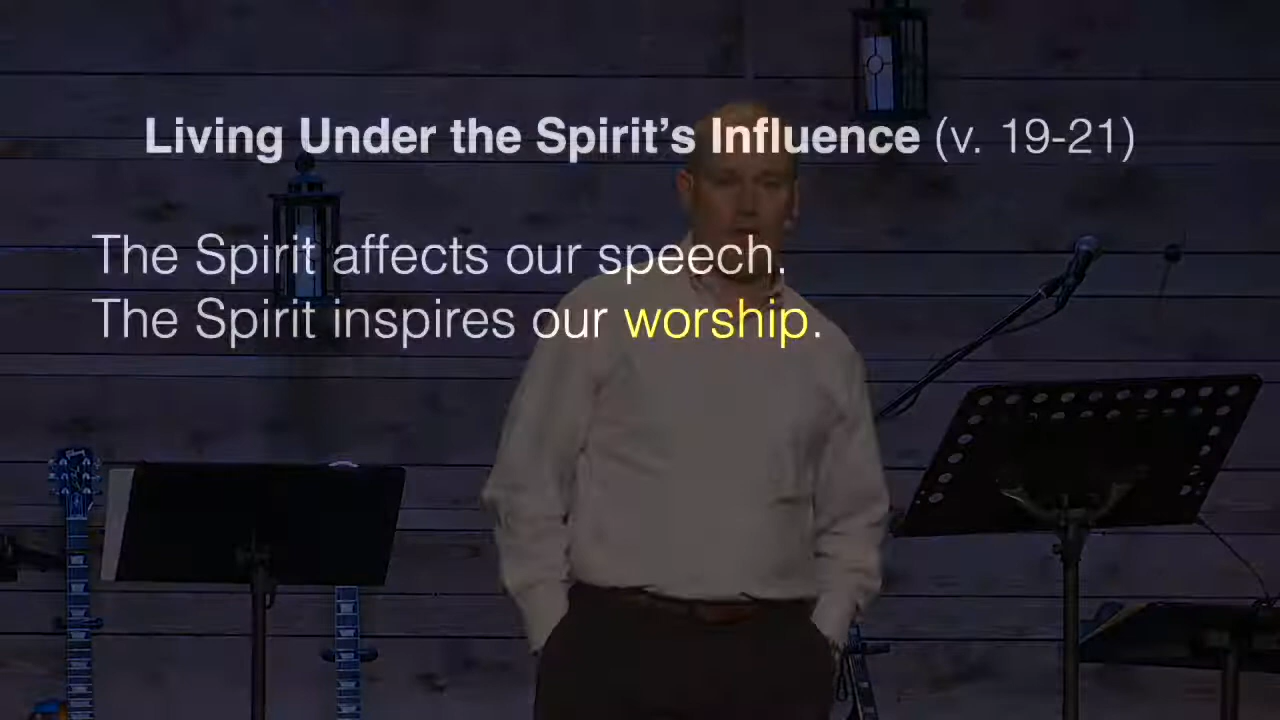 Living Under the Spirit’s Influence (v. 19-21)
The Spirit affects our speech.
The Spirit inspires our worship.